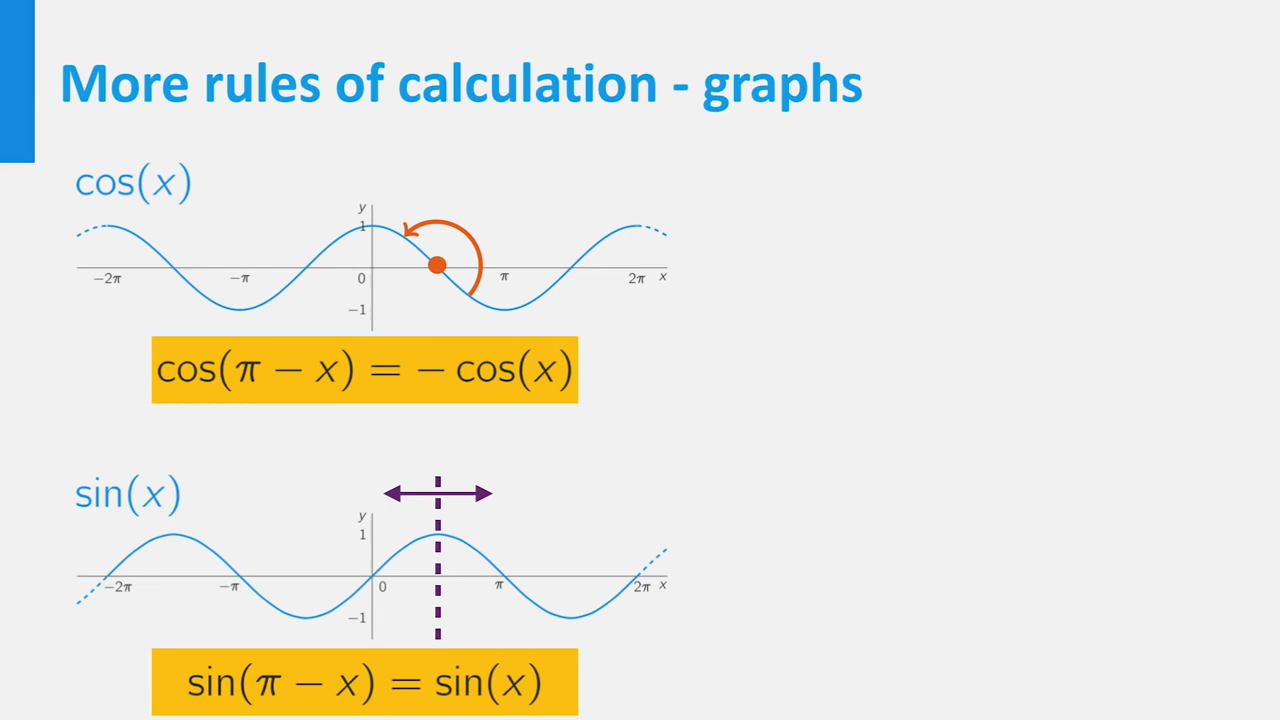 More rules of calculation - graphs
cos(x)
y
1
−2π −π 0 π 2π x
−1
cos(π − x) = − cos(x)
sin(x)
y
1
−2π −π 0 π 2π x
−1
sin(π − x) = sin(x)